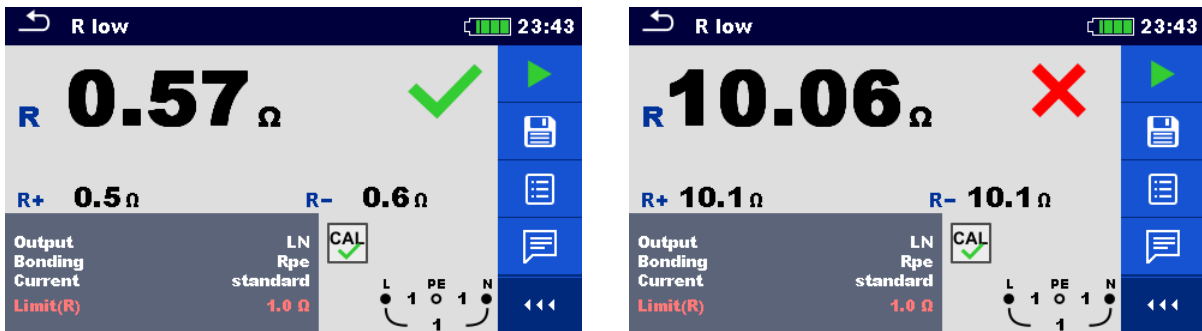 R low 23:43
R 0.57 Ω
R+ 0.5 Ω R– 0.6 Ω
Output LN
Bonding Rpe
Current standard
Limit(R) 1.0 Ω
CAL
L PE N
1 1
1
R low 23:43
R 10.06 Ω
R+ 10.1 Ω R– 10.1 Ω
Output LN
Bonding Rpe
Current standard
Limit(R) 1.0 Ω
CAL
L PE N
1 1
1